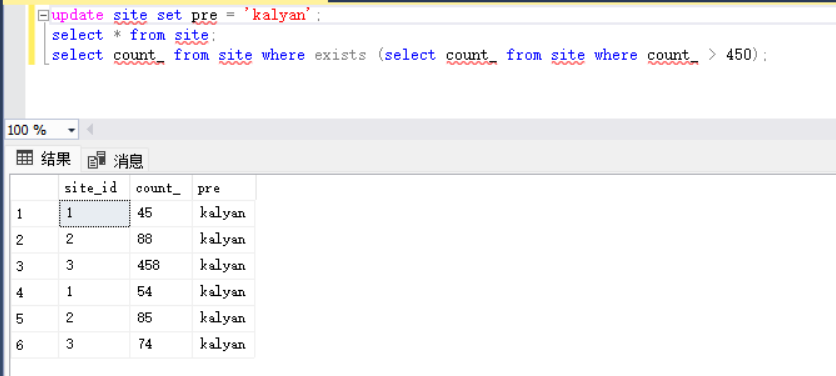 update site set pre = 'kalyan';
select * from site;
select count_ from site where exists (select count_ from site where count_ > 450);
100 %
结果 消息
site_id count_ pre
1 1 45 kalyan
2 2 88 kalyan
3 3 458 kalyan
4 1 54 kalyan
5 2 85 kalyan
6 3 74 kalyan